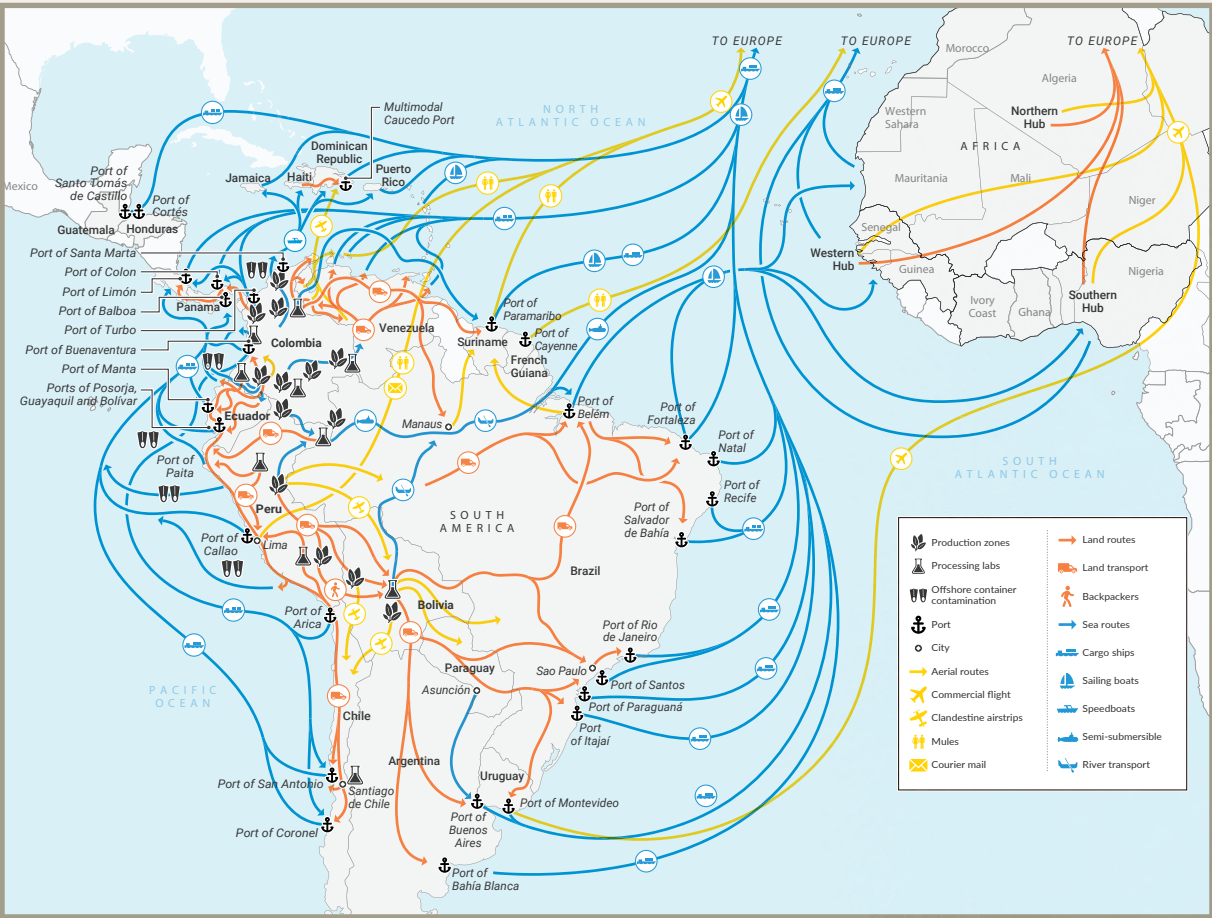 TO EUROPE
TO EUROPE
TO EUROPE
Morocco
Algeria
Western
Sahara
Northern
Hub
AFRICA
Mauritania
Mali
Niger
Senegal
Western
Hub
Guinea
Ivory
Coast
Ghana
Nigeria
Southern
Hub
NORTH
ATLANTIC OCEAN
Multimodal
Caucedo Port
Dominican
Republic
Puerto
Rico
Jamaica
Haiti
Mexico
Port of
Santo Tomás
de Castillo
Port of
Cortés
Guatemala
Honduras
Port of Santa Marta
Port of Colon
Port of Limón
Panama
Port of Balboa
Port of Turbo
Port of Buenaventura
Port of Manta
Ports of Posorja,
Guayaquil and Bolívar
Colombia
Venezuela
Port of
Paramaribo
Suriname
Port of
Cayenne
French
Guiana
Ecuador
Manaus
Port of
Belém
Port of
Fortaleza
Port of
Natal
Port of
Recife
Port of
Salvador
de Bahía
Port of
Paita
Peru
SOUTH
AMERICA
SOUTH
ATLANTIC OCEAN
Port of
Callao
Lima
Brazil
Bolivia
Port of
Arica
Port of Rio
de Janeiro
Sao Paulo
Port of Santos
Port of Paraguaná
Port
of Itajaí
Paraguay
Asunción
PACIFIC
OCEAN
Chile
Argentina
Uruguay
Port of San Antonio
Santiago
de Chile
Port of Montevideo
Port of
Buenos
Aires
Port of Coronel
Port of
Bahía Blanca
Production zones
Processing labs
Offshore container
contamination
Port
City
Aerial routes
Commercial flight
Clandestine airstrips
Mules
Courier mail
Land routes
Land transport
Backpackers
Sea routes
Cargo ships
Sailing boats
Speedboats
Semi-submersible
River transport